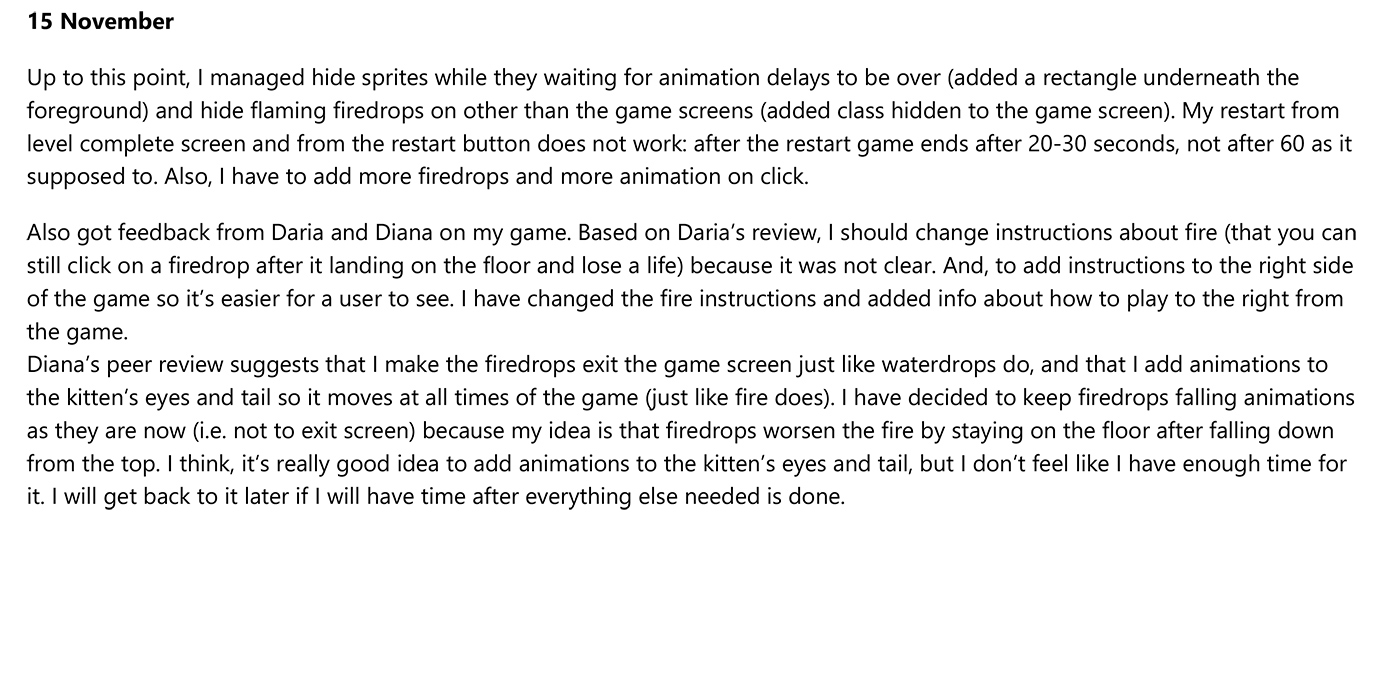 15 November
Up to this point, I managed hide sprites while they waiting for animation delays to be over (added a rectangle underneath the
foreground) and hide flaming firedrops on other than the game screens (added class hidden to the game screen). My restart from
level complete screen and from the restart button does not work: after the restart game ends after 20-30 seconds, not after 60 as it
supposed to. Also, I have to add more firedrops and more animation on click.
Also got feedback from Daria and Diana on my game. Based on Daria’s review, I should change instructions about fire (that you can
still click on a firedrop after it landing on the floor and lose a life) because it was not clear. And, to add instructions to the right side
of the game so it’s easier for a user to see. I have changed the fire instructions and added info about how to play to the right from
the game.
Diana’s peer review suggests that I make the firedrops exit the game screen just like waterdrops do, and that I add animations to
the kitten’s eyes and tail so it moves at all times of the game (just like fire does). I have decided to keep firedrops falling animations
as they are now (i.e. not to exit screen) because my idea is that firedrops worsen the fire by staying on the floor after falling down
from the top. I think, it’s really good idea to add animations to the kitten’s eyes and tail, but I don’t feel like I have enough time for
it. I will get back to it later if I will have time after everything else needed is done.